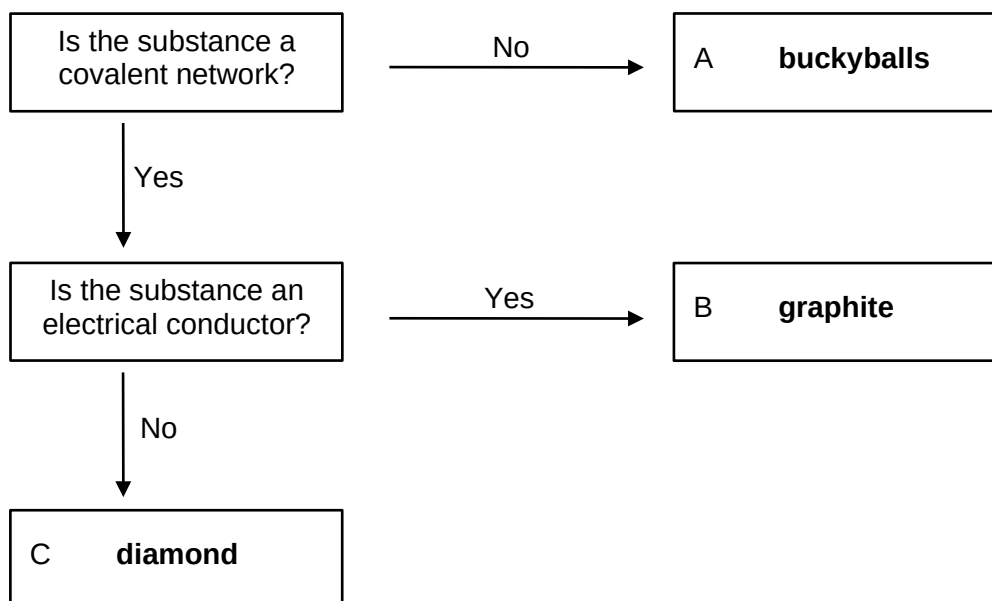 Is the substance a
covalent network?
No
A buckyballs
Yes
Is the substance an
electrical conductor?
Yes
B graphite
No
C diamond